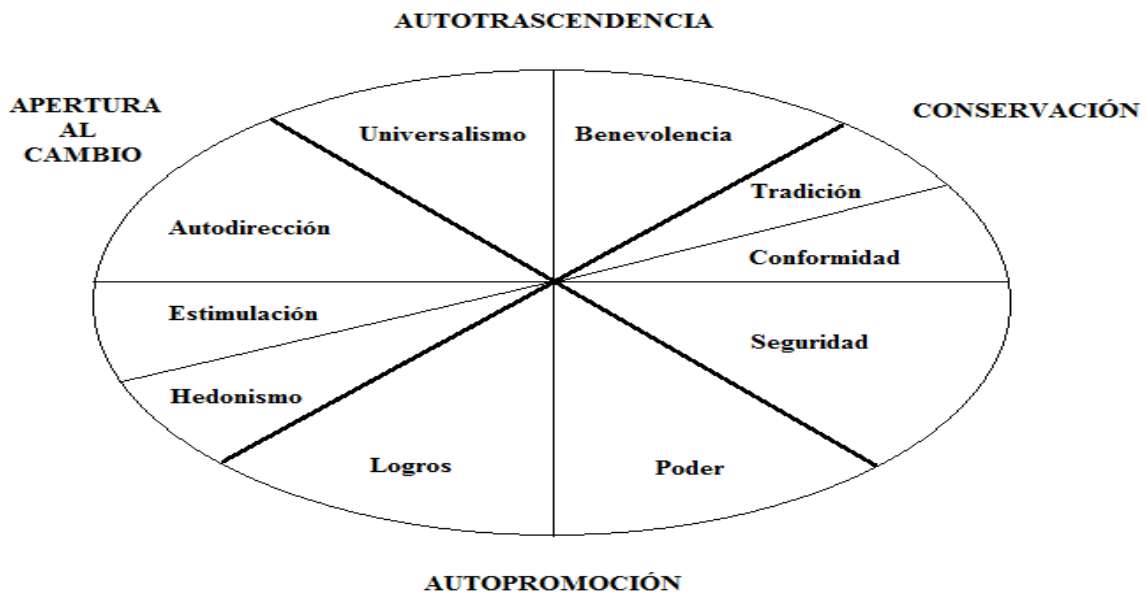 AUTOTRASCENDENCIA
APERTURA
AL
CAMBIO
CONSERVACIÓN
Universalismo
Benevolencia
Tradición
Autodirección
Conformidad
Estimulación
Seguridad
Hedonismo
Logros
Poder
AUTOPROMOCIÓN